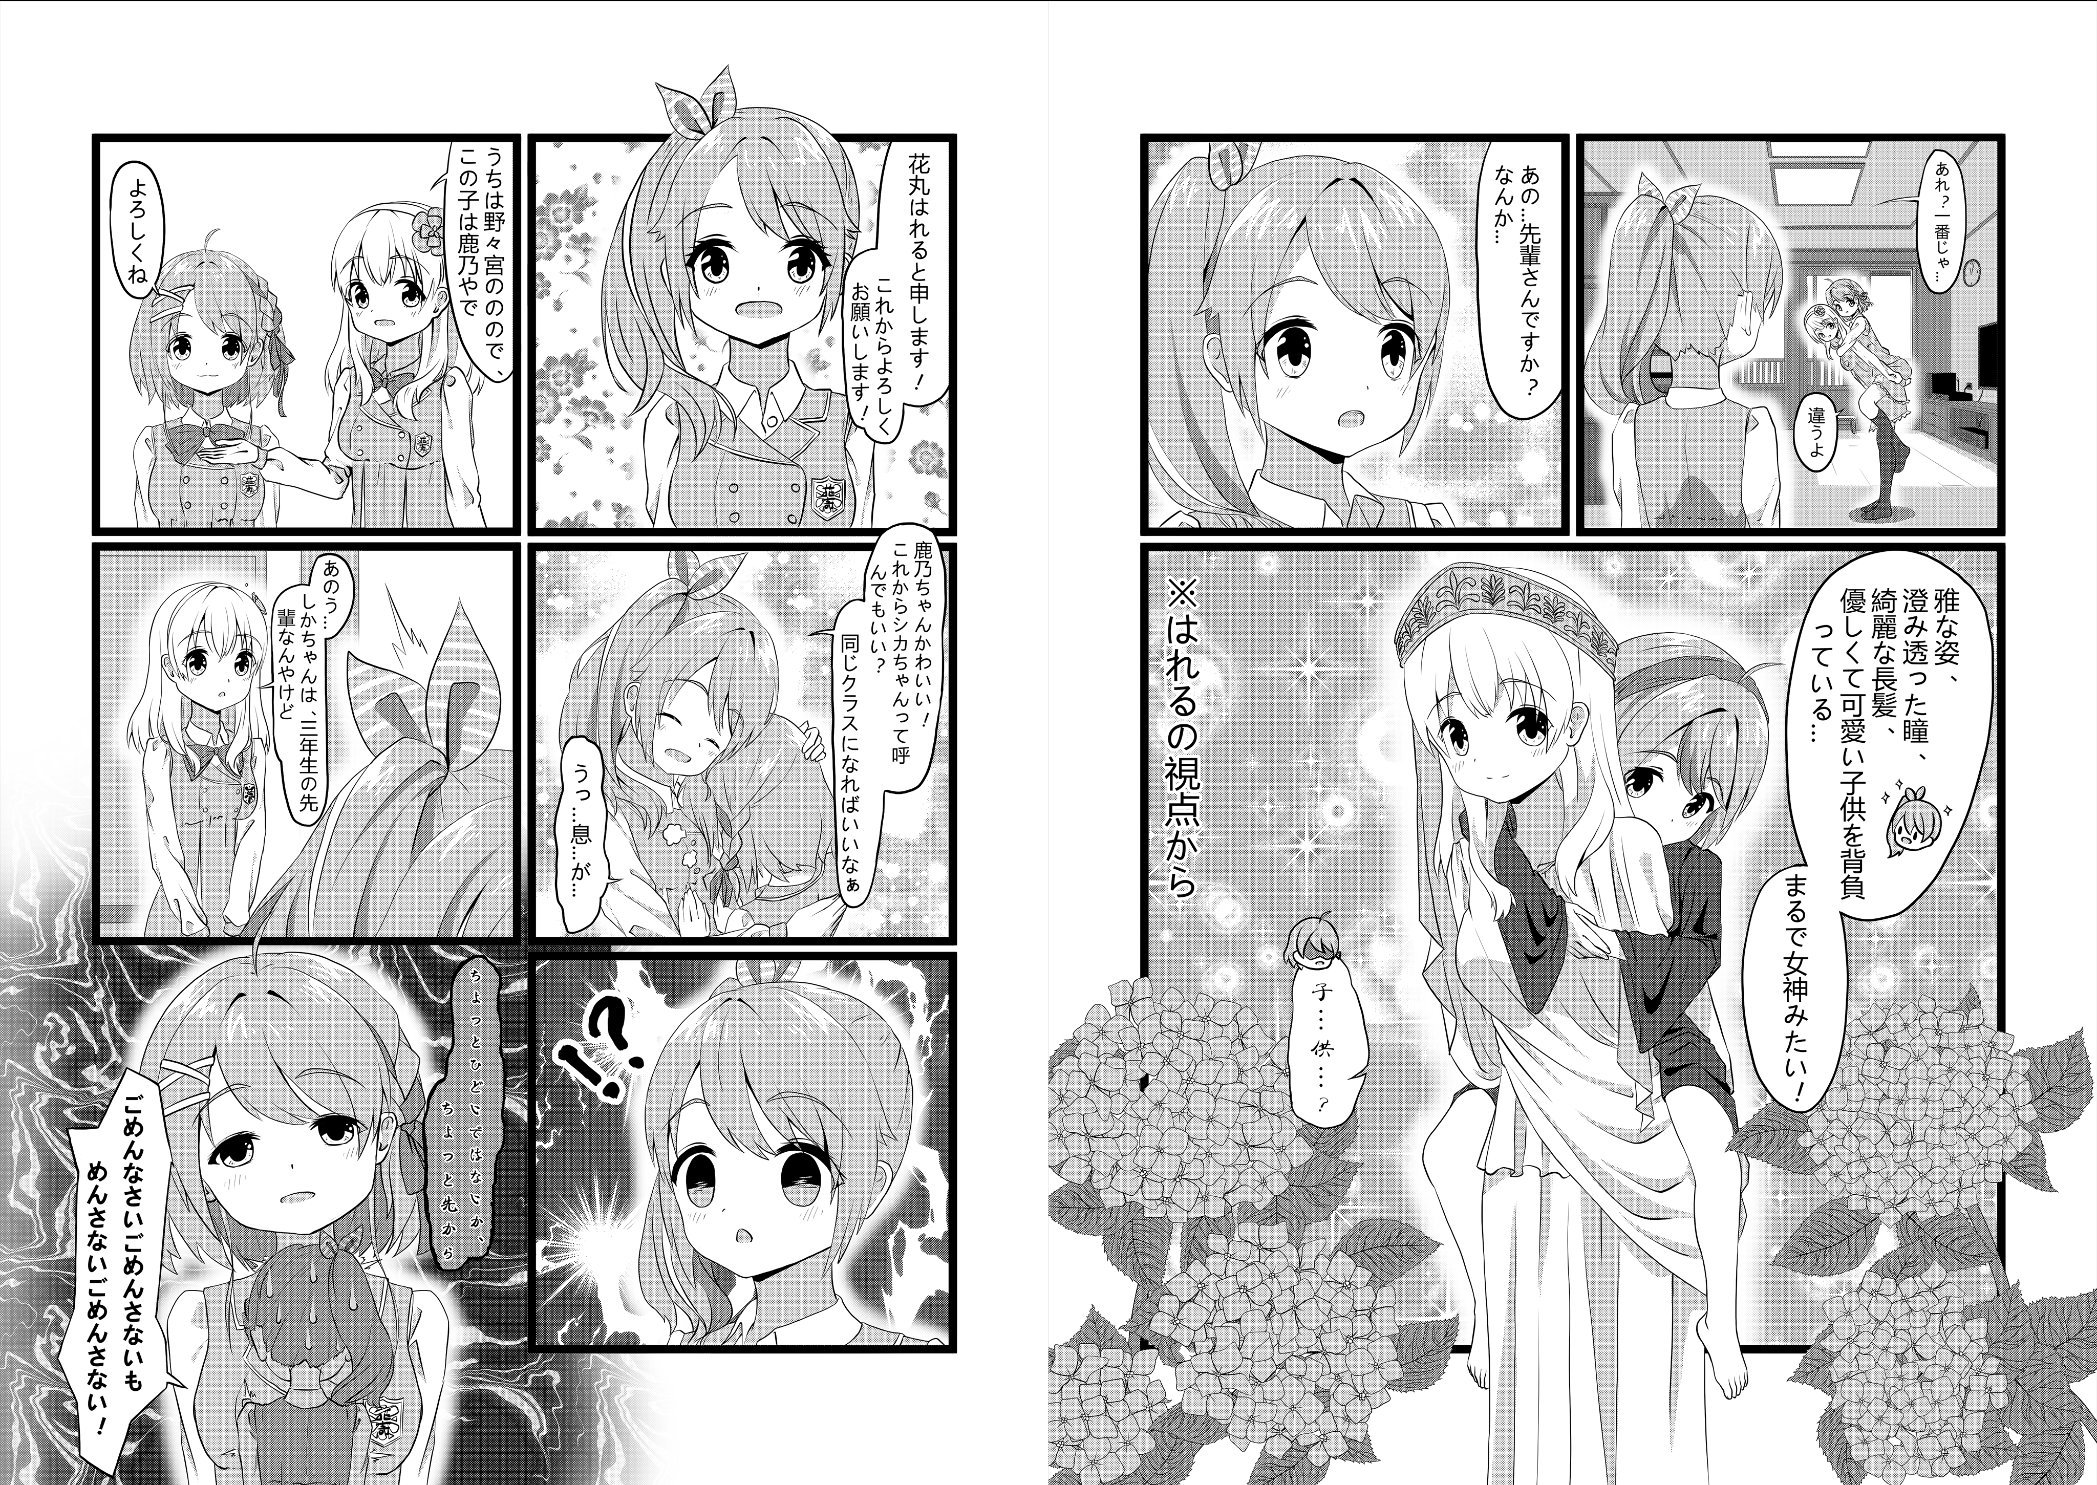 あれ?一番じゃ…
違うよ
あの…先輩さんですか?
なんか…
雅な姿、
澄み透った瞳、
綺麗な長髪、
優しくて可愛い子供を背負
っている…
まるで女神みたい!
※はれるの視点から
子…供…?
花丸はれると申します!
これからよろしく
お願いします!
うちは野々宮ののので、
この子は鹿乃やで
よろしくね
鹿乃ちゃんかわいい!
これからシカちゃんって呼
んでもいい?
同じクラスになればいいなぁ
うっ…息…が…
あのう…
しかちゃんは、三年生の先
輩なんやけど
!?
ちょっとひどいではないか、
ちょっと先から
ごめんなさいごめんさないも
めんさないごめんさない!